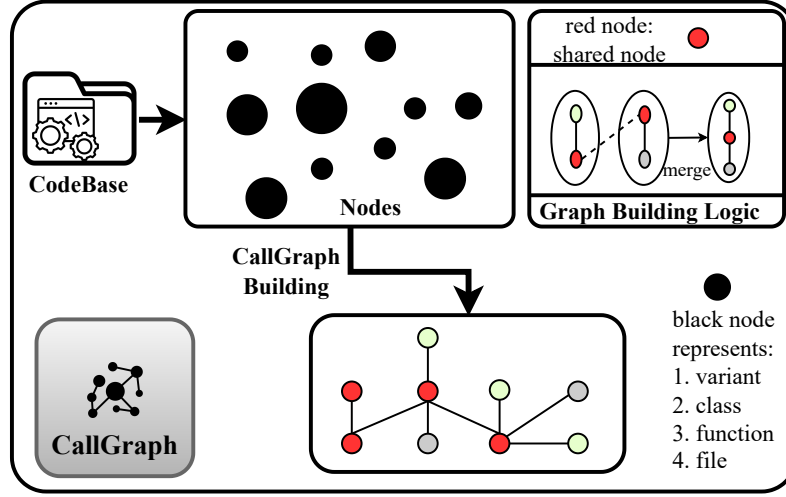 red node:
shared node
</>
CodeBase
merge
Nodes
Graph Building Logic
CallGraph
Building
black node
represents:
1. variant
2. class
3. function
4. file
CallGraph